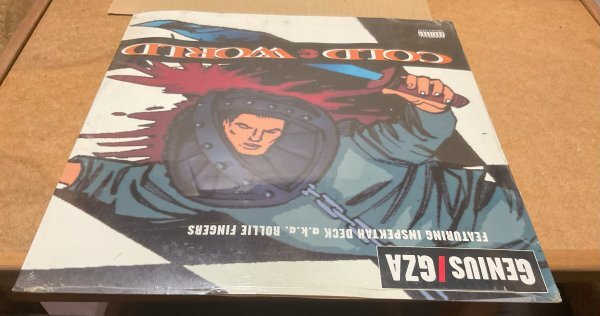 GENIUS/GZA
FEATURING INSPEKTAH DECK a.k.a. ROLLIE FINGERS
COLD WORLD